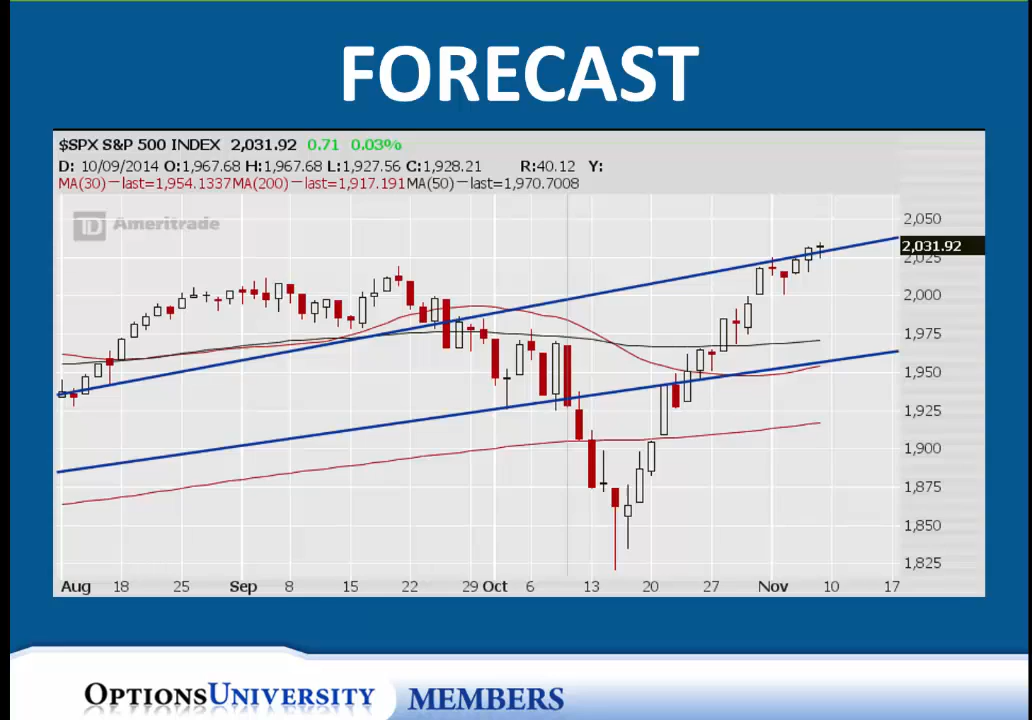 FORECAST
$SPX S&P 500 INDEX 2,031.92 0.71 0.03%
D: 10/09/2014 O:1,967.68 H:1,967.68 L:1,927.56 C:1,928.21 R:40.12 Y:
MA(30)—last=1,954.1337MA(200)—last=1,917.191MA(50)—last=1,970.7008
TD Ameritrade
2,050
2,031.92
2,025
2,000
1,975
1,950
1,925
1,900
1,875
1,850
1,825
Aug 18 25 Sep 8 15 22 29 Oct 6 13 20 27 Nov 10 17
OPTIONSUNIVERSITY MEMBERS